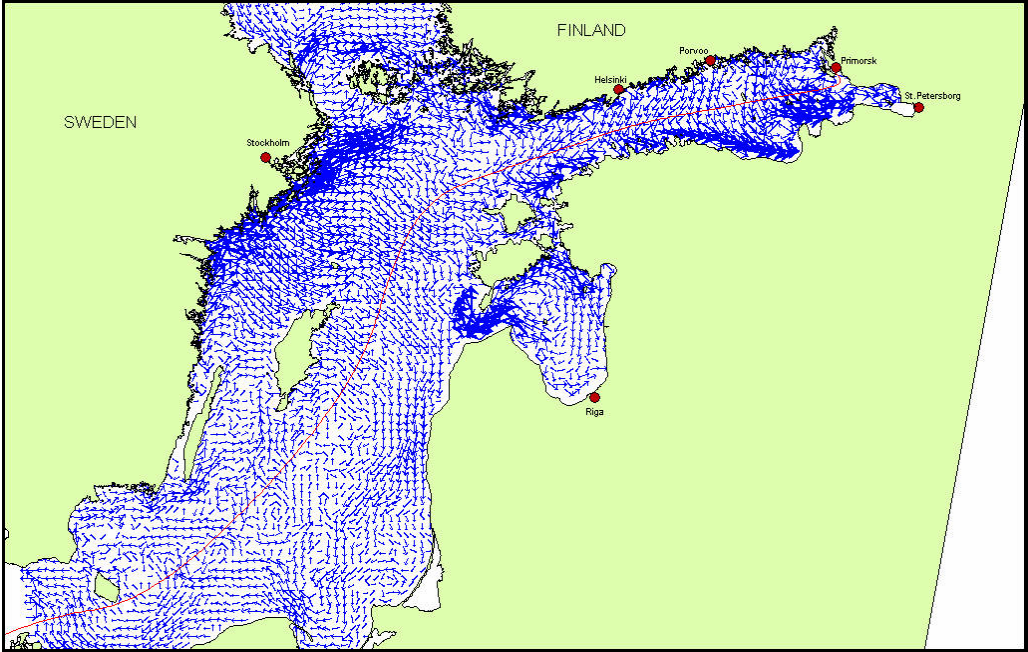 FINLAND
Porvoo
Primorsk
Helsinki
St.Petersborg
SWEDEN
Stockholm
Riga